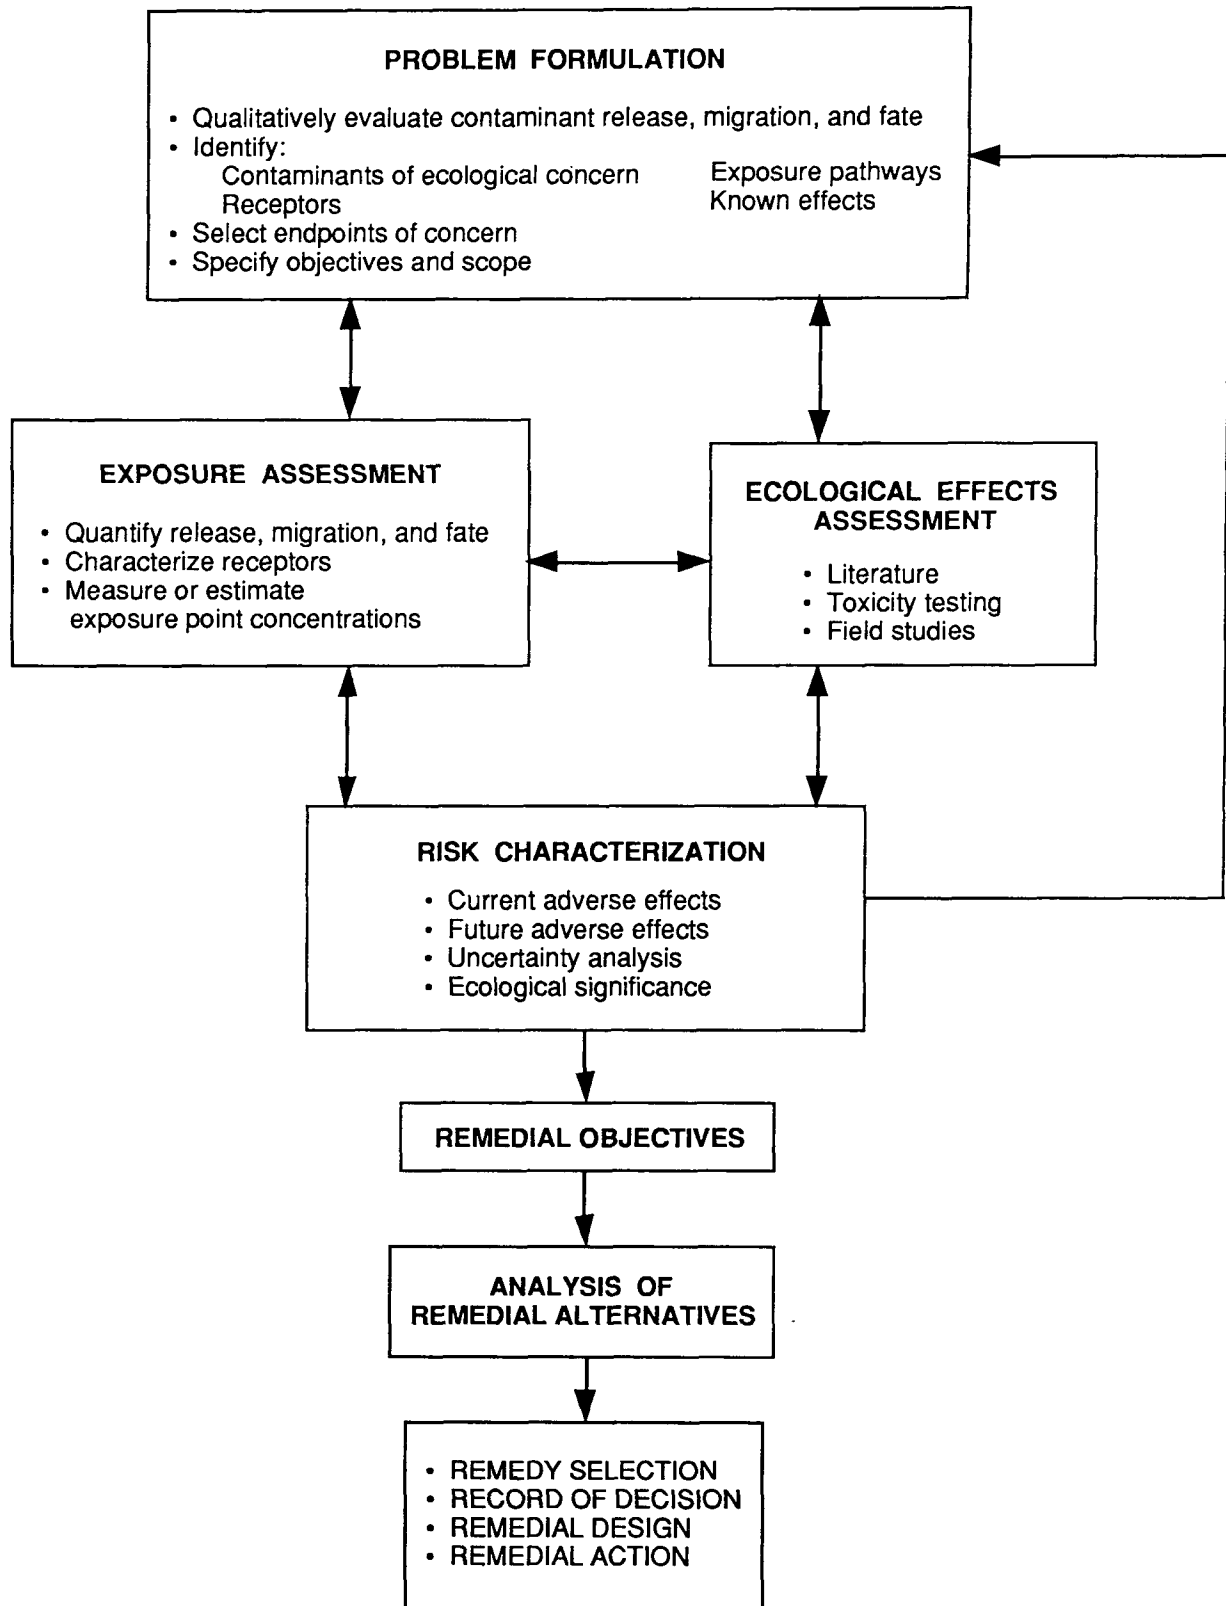 PROBLEM FORMULATION
• Qualitatively evaluate contaminant release, migration, and fate
• Identify:
Contaminants of ecological concern
Receptors
Exposure pathways
Known effects
• Select endpoints of concern
• Specify objectives and scope
EXPOSURE ASSESSMENT
• Quantify release, migration, and fate
• Characterize receptors
• Measure or estimate
exposure point concentrations
ECOLOGICAL EFFECTS
ASSESSMENT
• Literature
• Toxicity testing
• Field studies
RISK CHARACTERIZATION
• Current adverse effects
• Future adverse effects
• Uncertainty analysis
• Ecological significance
REMEDIAL OBJECTIVES
ANALYSIS OF
REMEDIAL ALTERNATIVES
• REMEDY SELECTION
• RECORD OF DECISION
• REMEDIAL DESIGN
• REMEDIAL ACTION